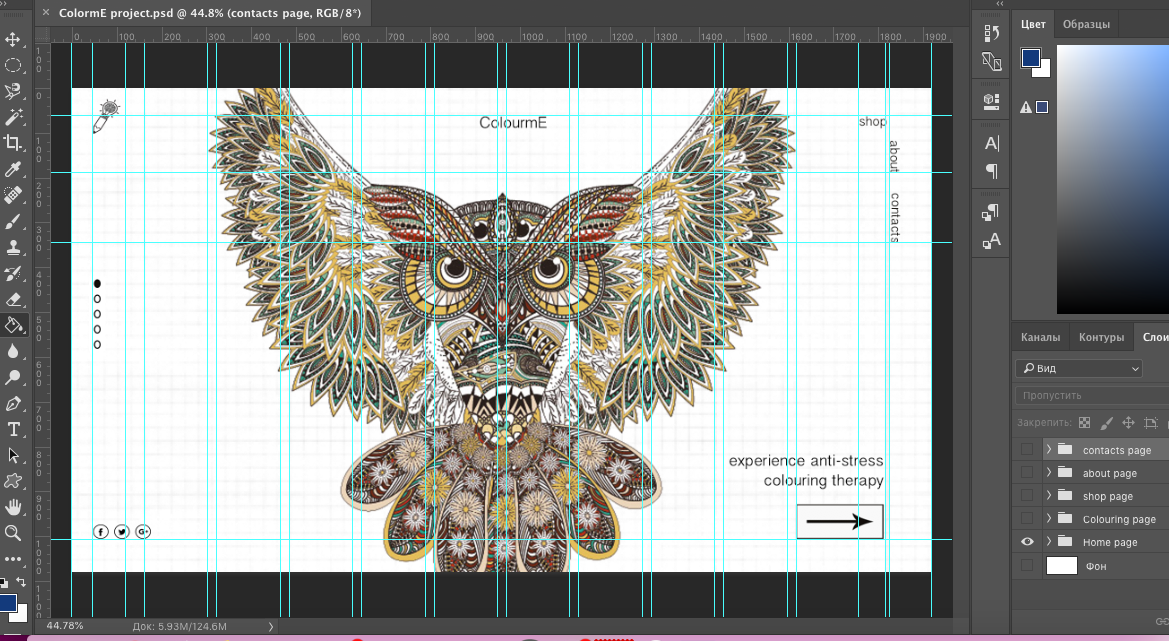 ColormE project.psd @ 44.8% (contacts page, RGB/8*)
Цвет
Образцы
0 100 200 300 400 500 600 700 800 900 1000 1100 1200 1300 1400 1500 1600 1700 1800 1900
ColourmE
shop
about
contacts
experience anti-stress
colouring therapy
Каналы
Контуры
Вид
Пропустить
Закрепить:
contacts page
about page
shop page
Colouring page
Home page
Фон
44.78%
Док: 5.93M/124.6M